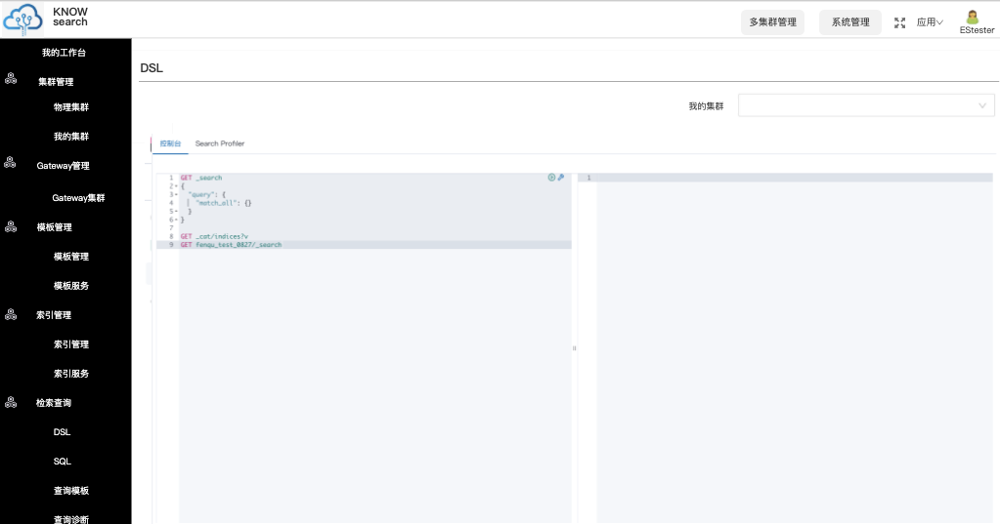 KNOW
search
多集群管理
系统管理
应用
EStester
我的工作台
集群管理
物理集群
我的集群
Gateway管理
Gateway集群
模板管理
模板管理
模板服务
索引管理
索引管理
索引服务
检索查询
DSL
SQL
查询模板
查询诊断
DSL
我的集群
控制台 Search Profiler
1 GET _search
2 {
3 "query": {
4 "match_all": {}
5 }
6 }
7
8 GET _cat/indices?v
9 GET fenqu_test_0827/_search
1